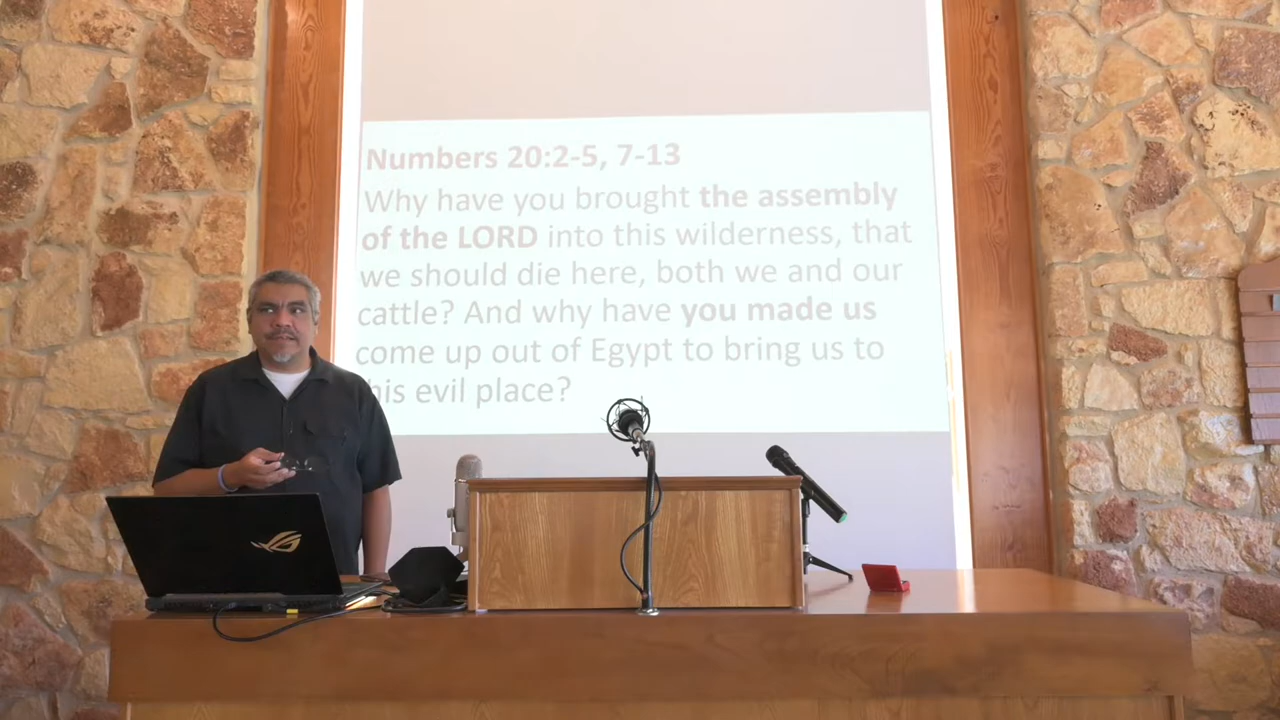 Numbers 20:2-5, 7-13
Why have you brought the assembly
of the LORD into this wilderness, that
we should die here, both we and our
cattle? And why have you made us
come up out of Egypt to bring us to
his evil place?